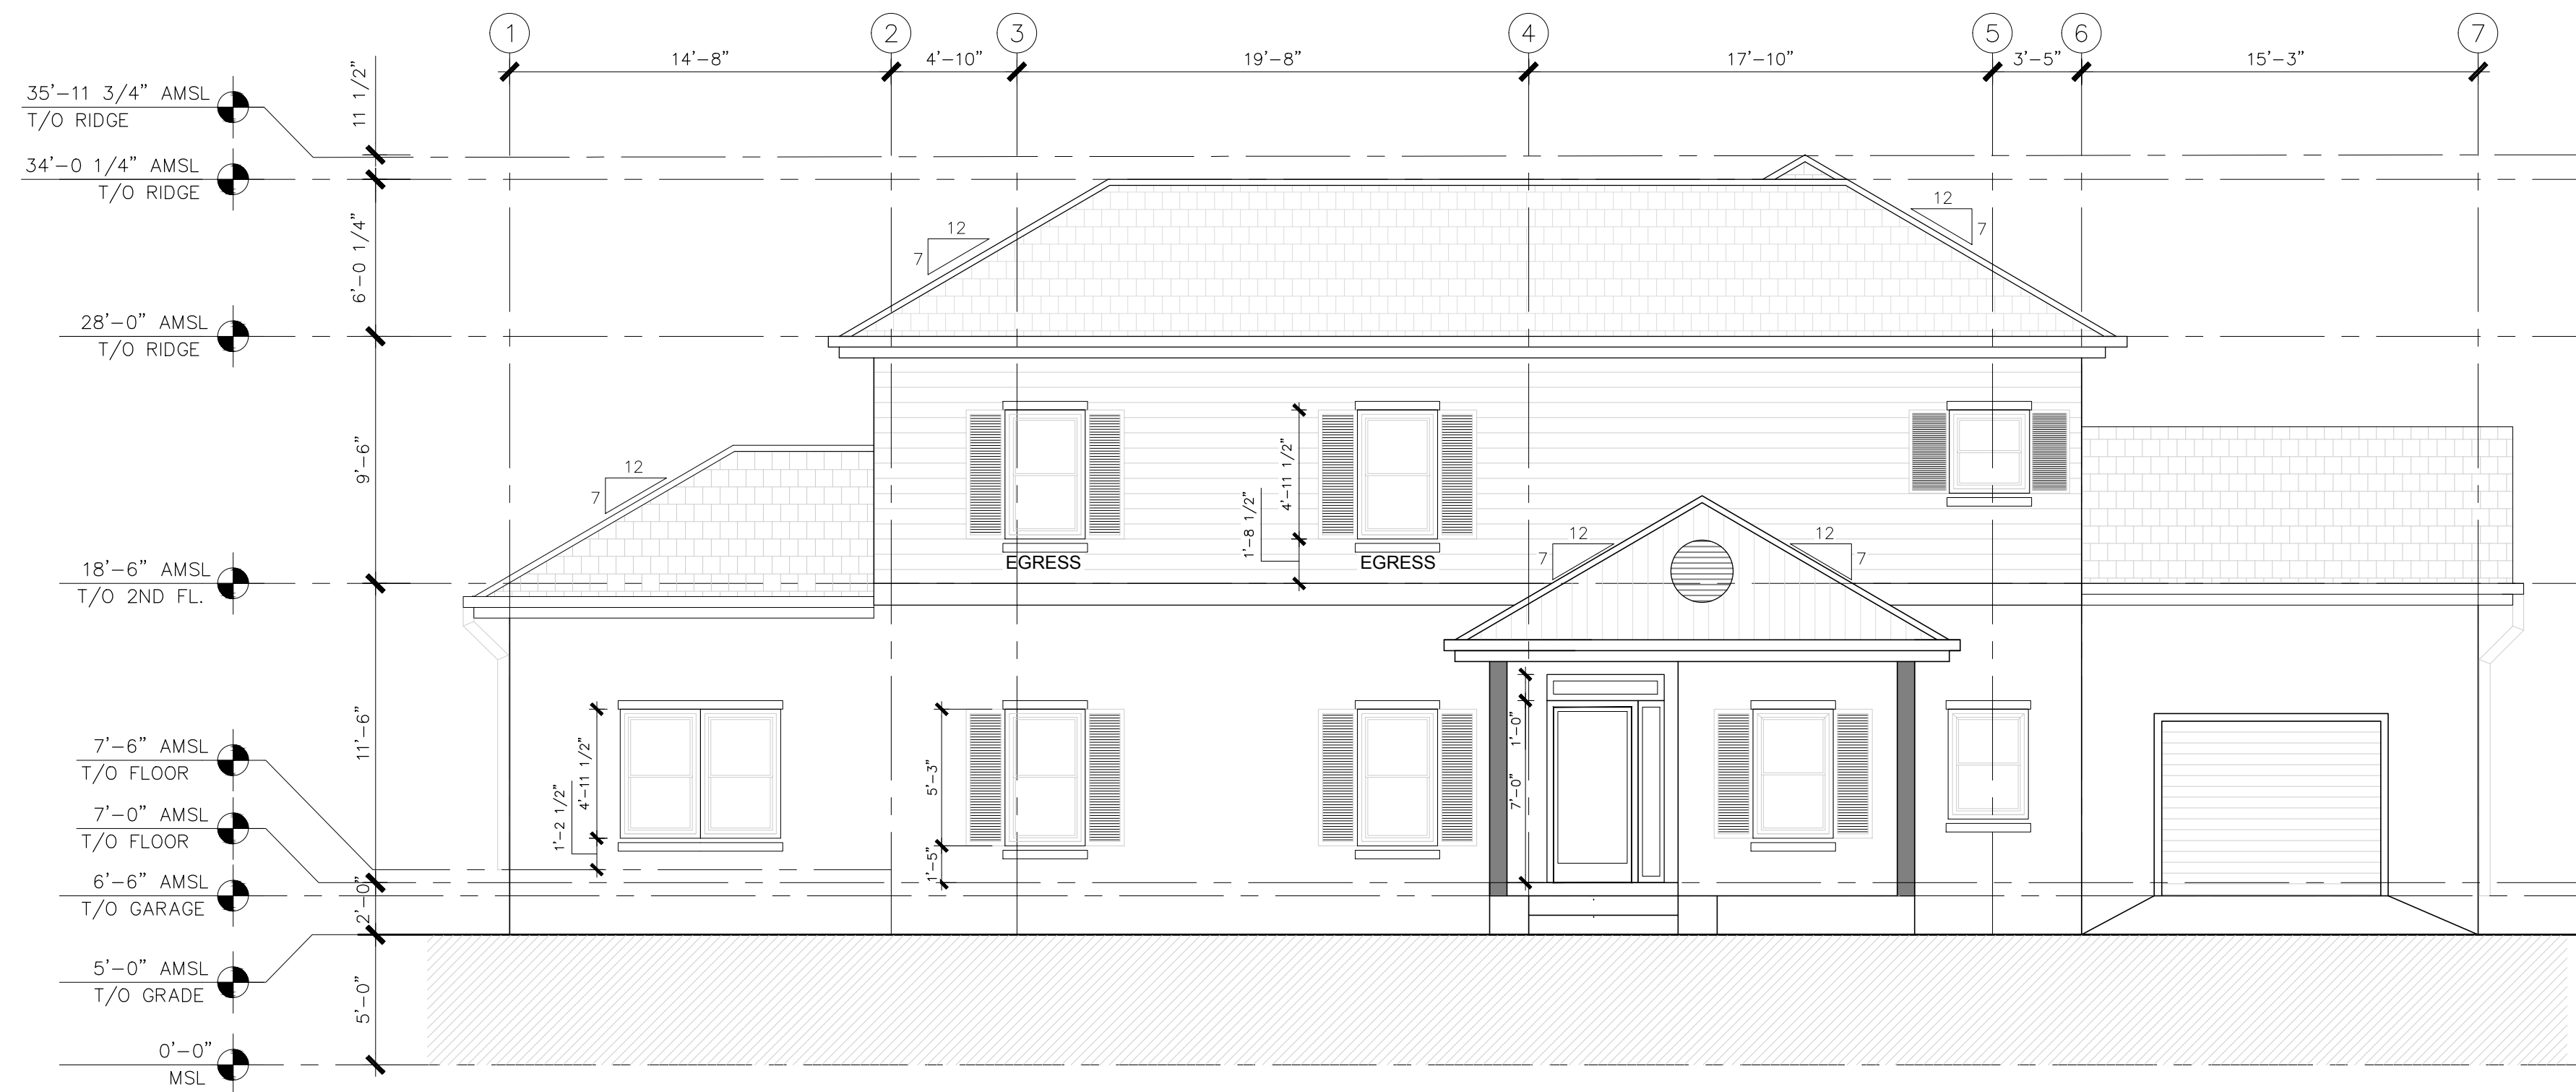 1 2 3 4 5 6 7
14'-8" 4'-10" 19'-8" 17'-10" 3'-5" 15'-3"
35'-11 3/4" AMSL
T/O RIDGE
11 1/2"
34'-0 1/4" AMSL
T/O RIDGE
6'-0 1/4"
12
7
12
7
28'-0" AMSL
T/O RIDGE
9'-6"
12
7
4'-11 1/2"
1'-8 1/2"
EGRESS
EGRESS
12
7
12
7
18'-6" AMSL
T/O 2ND FL.
11'-6"
7'-6" AMSL
T/O FLOOR
4'-11 1/2"
1'-2 1/2"
5'-3"
1'-5"
1'-0"
7'-0"
7'-0" AMSL
T/O FLOOR
6'-6" AMSL
T/O GARAGE
2'-0"
5'-0" AMSL
T/O GRADE
5'-0"
0'-0"
MSL